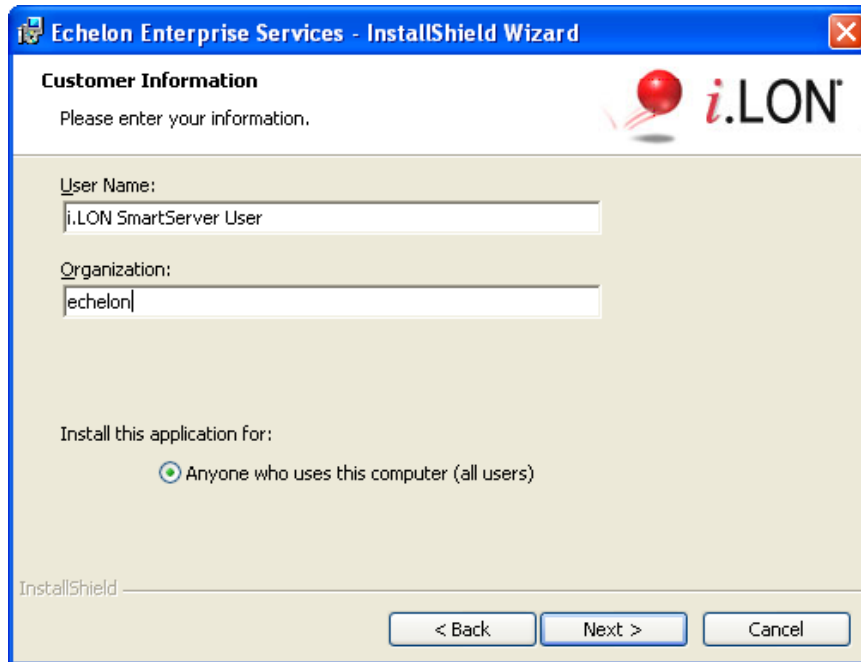 Echelon Enterprise Services - InstallShield Wizard
Customer Information
Please enter your information.
i.LON®
User Name:
i.LON SmartServer User
Organization:
echelon
Install this application for:
Anyone who uses this computer (all users)
InstallShield
< Back
Next >
Cancel